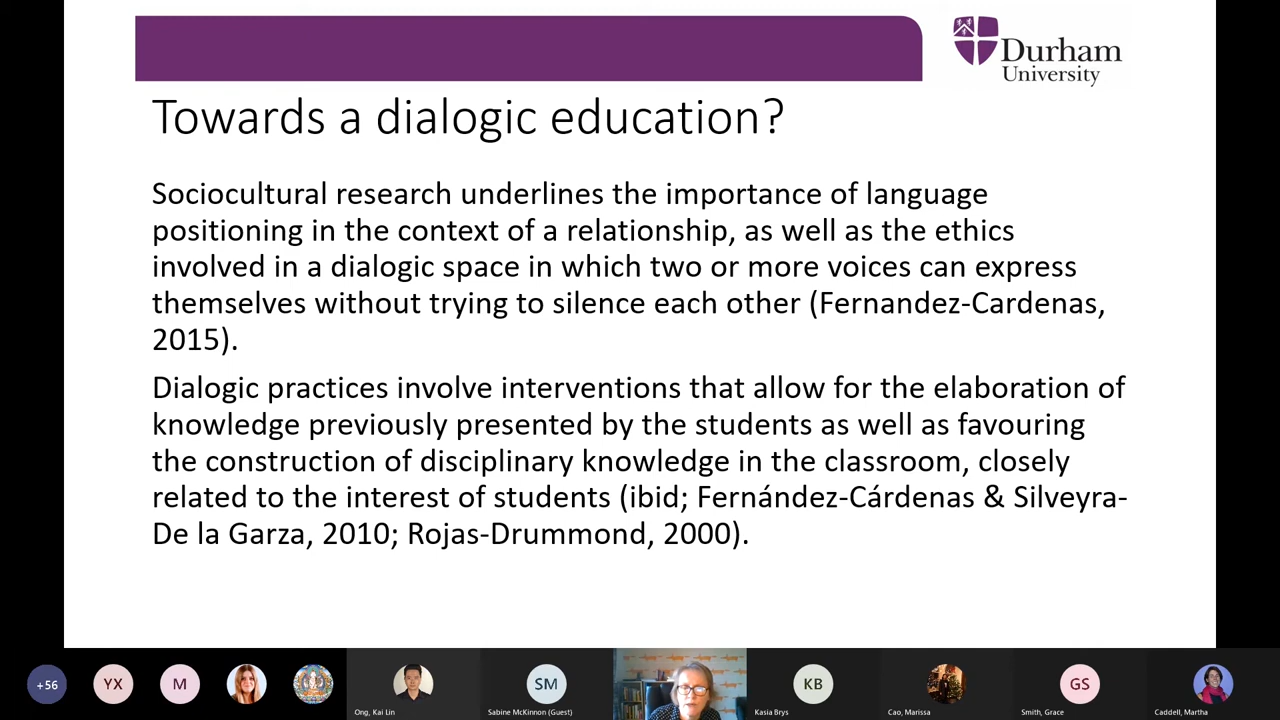 Durham
University
Towards a dialogic education?
Sociocultural research underlines the importance of language
positioning in the context of a relationship, as well as the ethics
involved in a dialogic space in which two or more voices can express
themselves without trying to silence each other (Fernandez-Cardenas,
2015).
Dialogic practices involve interventions that allow for the elaboration of
knowledge previously presented by the students as well as favouring
the construction of disciplinary knowledge in the classroom, closely
related to the interest of students (ibid; Fernández-Cárdenas & Silveyra-
De la Garza, 2010; Rojas-Drummond, 2000).
+56
YX
M
SM
KB
GS
Ong, Kai Lin
Sabine McKinnon (Guest)
Kasia Brys
Cao, Marissa
Smith, Grace
Caddell, Martha